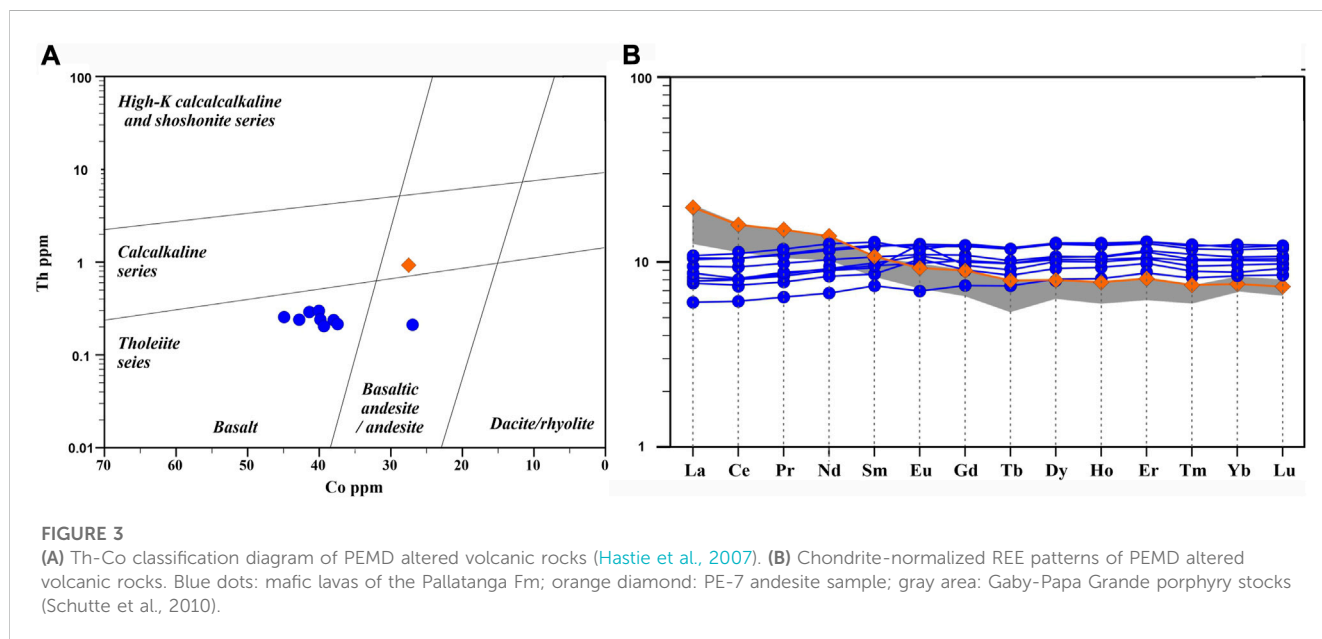 A
100
10
1
0.1
0.01
Th ppm
High-K calcalcalkaline
and shoshonite series
Calcalkaline
series
Tholeiite
seies
Basalt
Basaltic
andesite
/ andesite
Dacite/rhyolite
70 60 50 40 30 20 10 0
Co ppm
B
100
10
1
La Ce Pr Nd Sm Eu Gd Tb Dy Ho Er Tm Yb Lu
FIGURE 3
(A) Th-Co classification diagram of PEMD altered volcanic rocks (Hastie et al., 2007). (B) Chondrite-normalized REE patterns of PEMD altered
volcanic rocks. Blue dots: mafic lavas of the Pallatanga Fm; orange diamond: PE-7 andesite sample; gray area: Gaby-Papa Grande porphyry stocks
(Schutte et al., 2010).